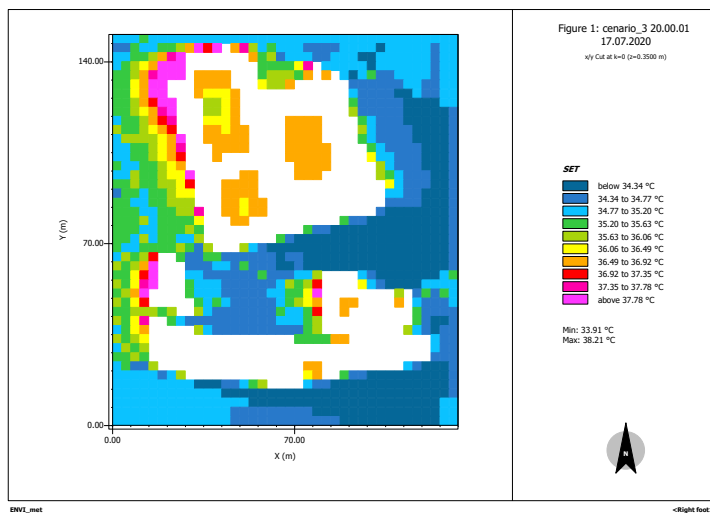 Figure 1: cenario_3 20.00.01
17.07.2020
x/y Cut at k=0 (z=0.3500 m)
140.00
70.00
0.00
Y (m)
0.00
70.00
X (m)
SET
below 34.34 °C
34.34 to 34.77 °C
34.77 to 35.20 °C
35.20 to 35.63 °C
35.63 to 36.06 °C
36.06 to 36.49 °C
36.49 to 36.92 °C
36.92 to 37.35 °C
37.35 to 37.78 °C
above 37.78 °C
Min: 33.91 °C
Max: 38.21 °C
N
ENVI_met
<Right foot: